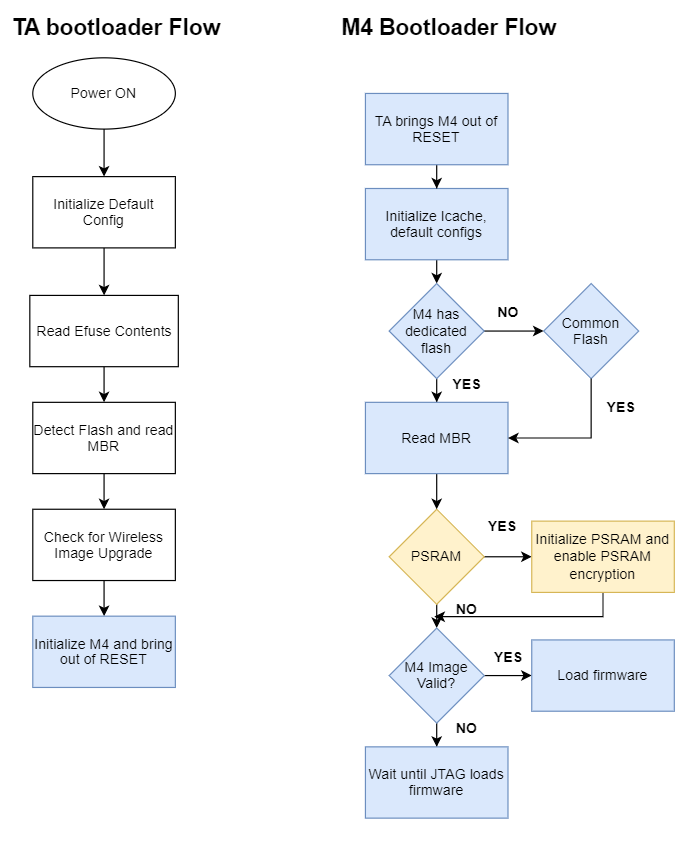 TA bootloader Flow
Power ON
Initialize Default
Config
Read Efuse Contents
Detect Flash and read
MBR
Check for Wireless
Image Upgrade
Initialize M4 and bring
out of RESET
M4 Bootloader Flow
TA brings M4 out of
RESET
Initialize Icache,
default configs
M4 has
dedicated
flash
NO
Common
Flash
YES
YES
Read MBR
PSRAM
YES
Initialize PSRAM and
enable PSRAM
encryption
NO
M4 Image
Valid?
YES
Load firmware
NO
Wait until JTAG loads
firmware